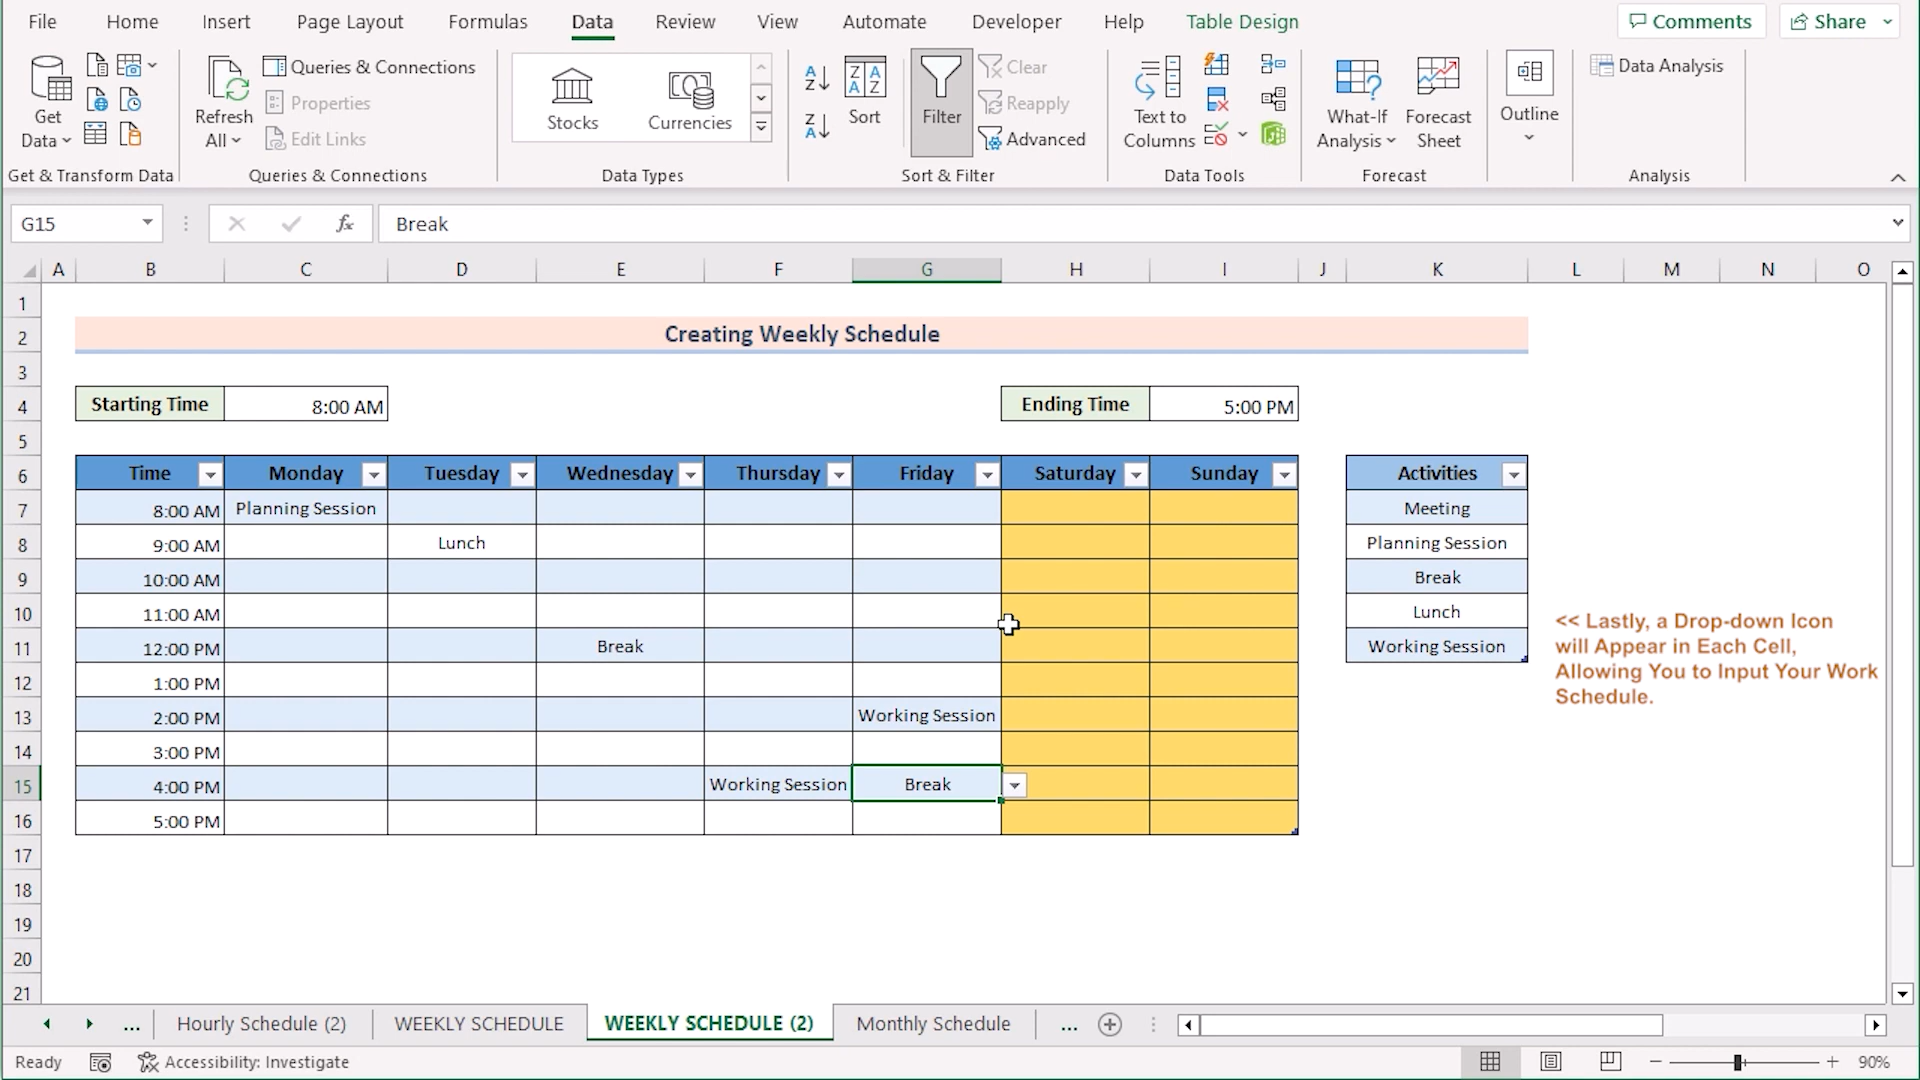 File Home Insert Page Layout Formulas Data Review View Automate Developer Help Table Design Comments Share
Get Data
Refresh All
Queries & Connections
Properties
Edit Links
Stocks
Currencies
Sort
Filter
Clear
Reapply
Advanced
Text to Columns
What-If Analysis
Forecast Sheet
Outline
Data Analysis
Get & Transform Data Queries & Connections Data Types Sort & Filter Data Tools Forecast Analysis
G15 fx Break
A B C D E F G H I J K L M N O
1
2 Creating Weekly Schedule
3
4 Starting Time 8:00 AM Ending Time 5:00 PM
5
6 Time Monday Tuesday Wednesday Thursday Friday Saturday Sunday Activities
7 8:00 AM Planning Session Meeting
8 9:00 AM Lunch Planning Session
9 10:00 AM Break
10 11:00 AM Lunch
11 12:00 PM Break Working Session
<< Lastly, a Drop-down Icon
will Appear in Each Cell,
Allowing You to Input Your Work
Schedule.
12 1:00 PM
13 2:00 PM Working Session
14 3:00 PM
15 4:00 PM Working Session Break
16 5:00 PM
17
18
19
20
21
... Hourly Schedule (2) WEEKLY SCHEDULE WEEKLY SCHEDULE (2) Monthly Schedule ...
Ready Accessibility: Investigate 90%